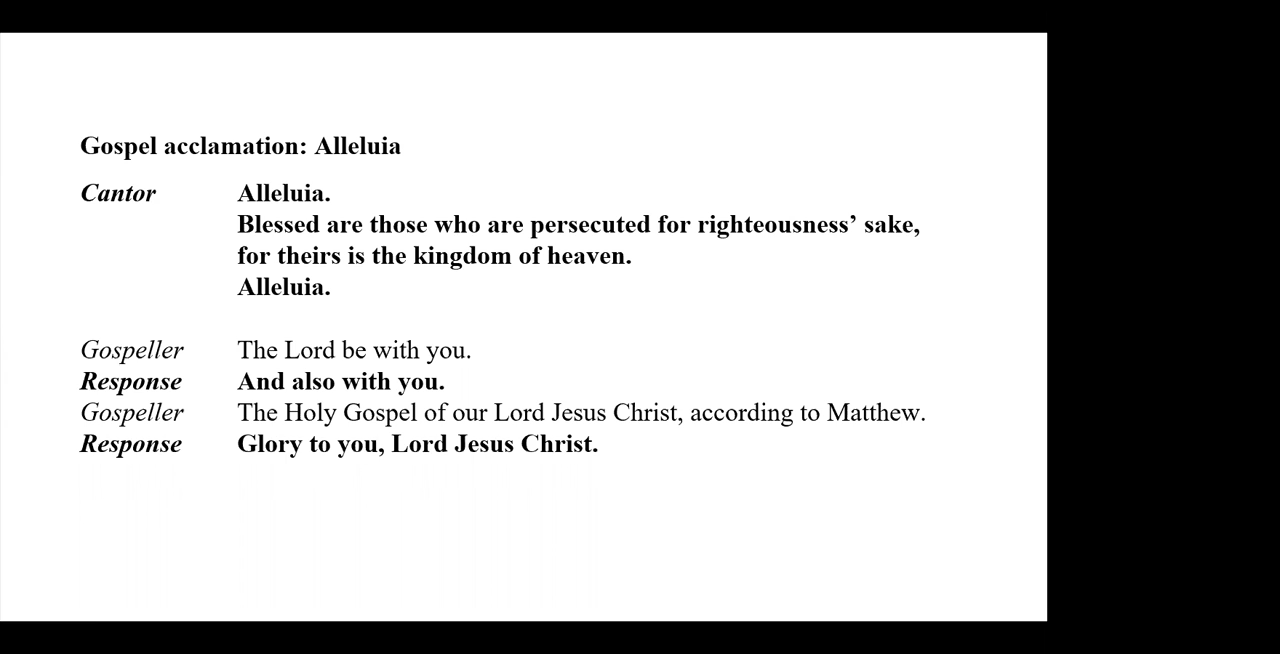 Gospel acclamation: Alleluia
Cantor Alleluia.
Blessed are those who are persecuted for righteousness’ sake,
for theirs is the kingdom of heaven.
Alleluia.
Gospeller The Lord be with you.
Response And also with you.
Gospeller The Holy Gospel of our Lord Jesus Christ, according to Matthew.
Response Glory to you, Lord Jesus Christ.